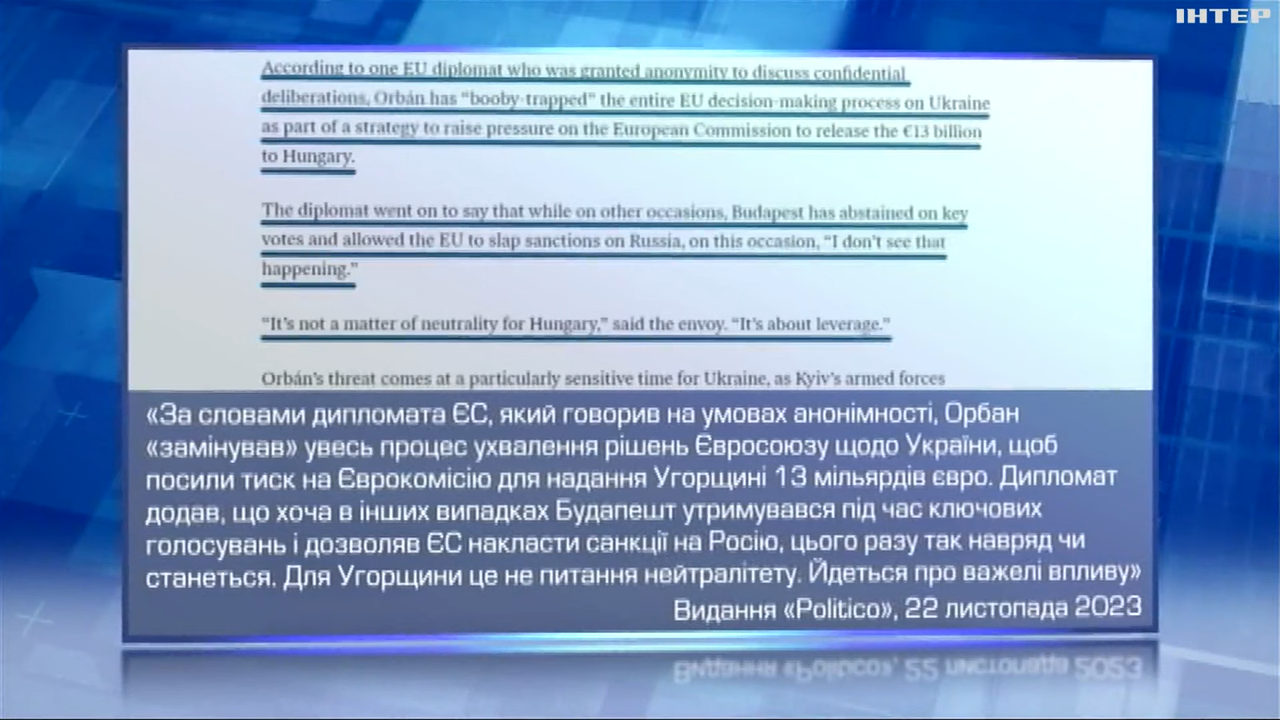 ІНТЕР
According to one EU diplomat who was granted anonymity to discuss confidential
deliberations, Orbán has "booby-trapped" the entire EU decision-making process on Ukraine
as part of a strategy to raise pressure on the European Commission to release the €13 billion
to Hungary.
The diplomat went on to say that while on other occasions, Budapest has abstained on key
votes and allowed the EU to slap sanctions on Russia, on this occasion, "I don't see that
happening."
"It's not a matter of neutrality for Hungary," said the envoy. "It's about leverage."
Orbán's threat comes at a particularly sensitive time for Ukraine, as Kyiv's armed forces
«За словами дипломата ЄС, який говорив на умовах анонімності, Орбан
«замінував» увесь процес ухвалення рішень Євросоюзу щодо України, щоб
посили тиск на Єврокомісію для надання Угорщині 13 мільярдів євро. Дипломат
додав, що хоча в інших випадках Будапешт утримувався під час ключових
голосувань і дозволяв ЄС накласти санкції на Росію, цього разу так навряд чи
станеться. Для Угорщини це не питання нейтралітету. Йдеться про важелі впливу»
Видання «Politico», 22 листопада 2023